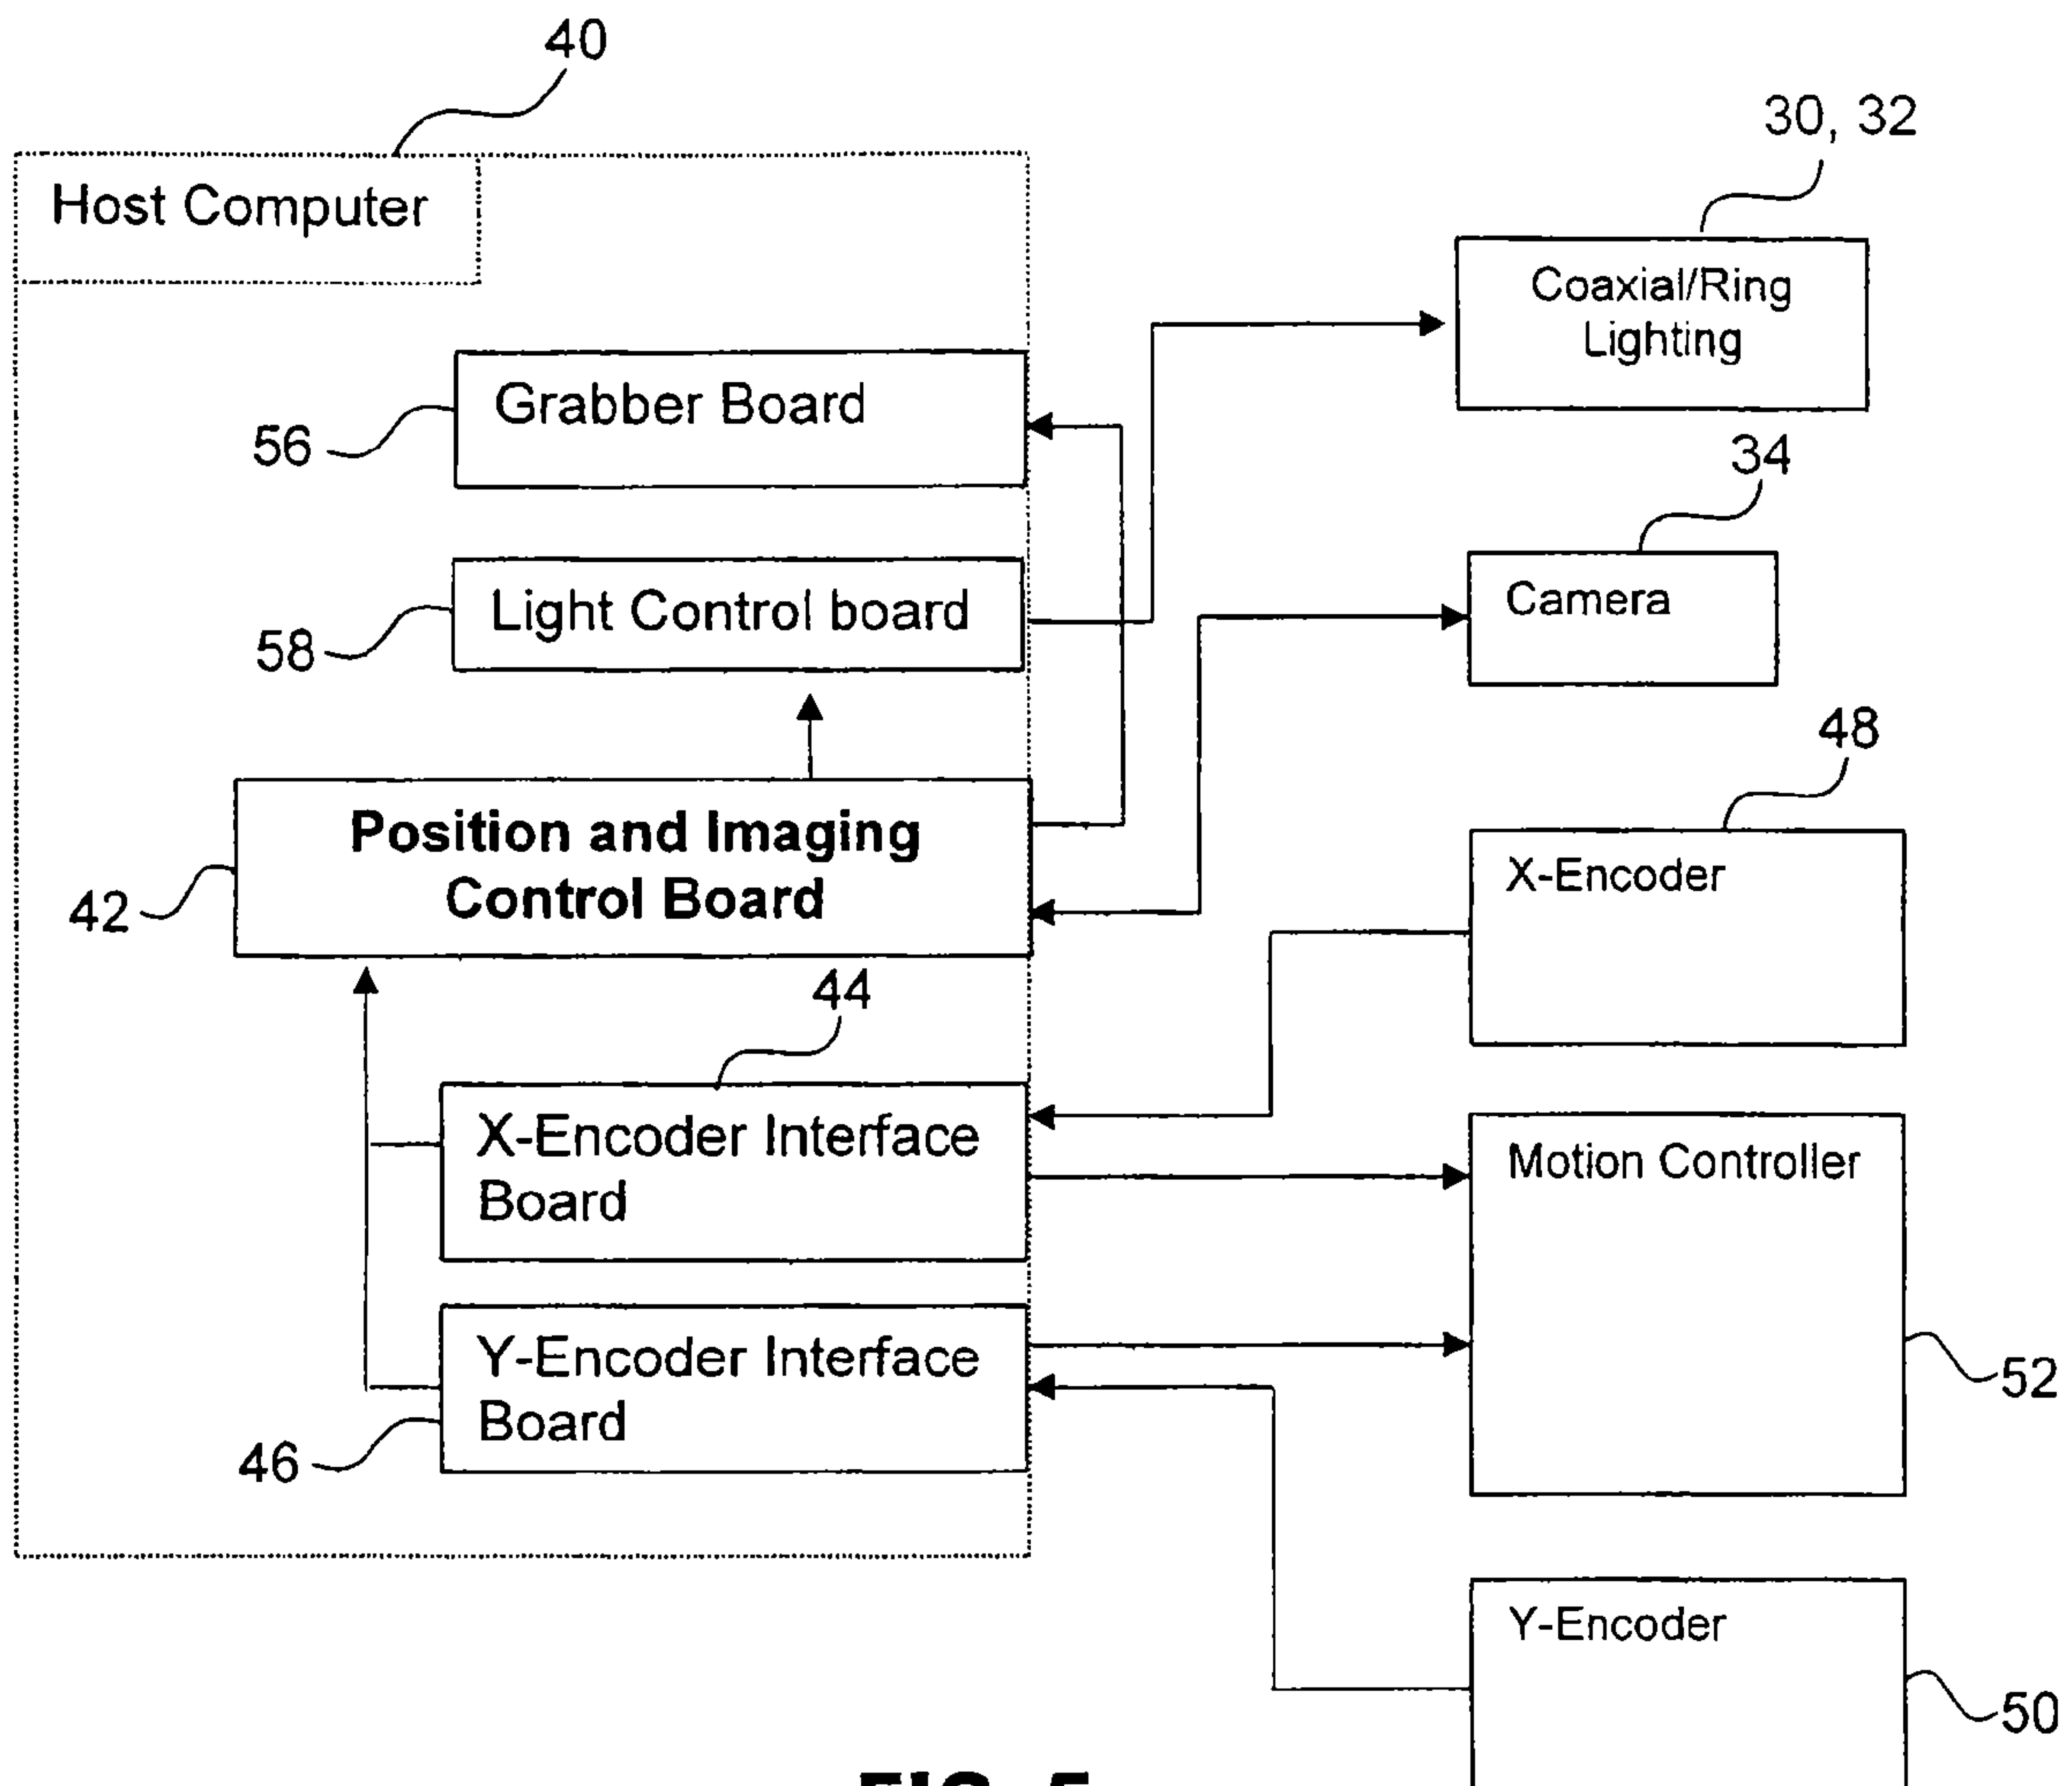 40
30, 32
Host Computer
Coaxial/Ring
Lighting
Grabber Board
56
34
Light Control board
58
Camera
48
Position and Imaging
Control Board
42
X-Encoder
44
X-Encoder Interface
Board
Motion Controller
Y-Encoder Interface
Board
46
52
Y-Encoder
50